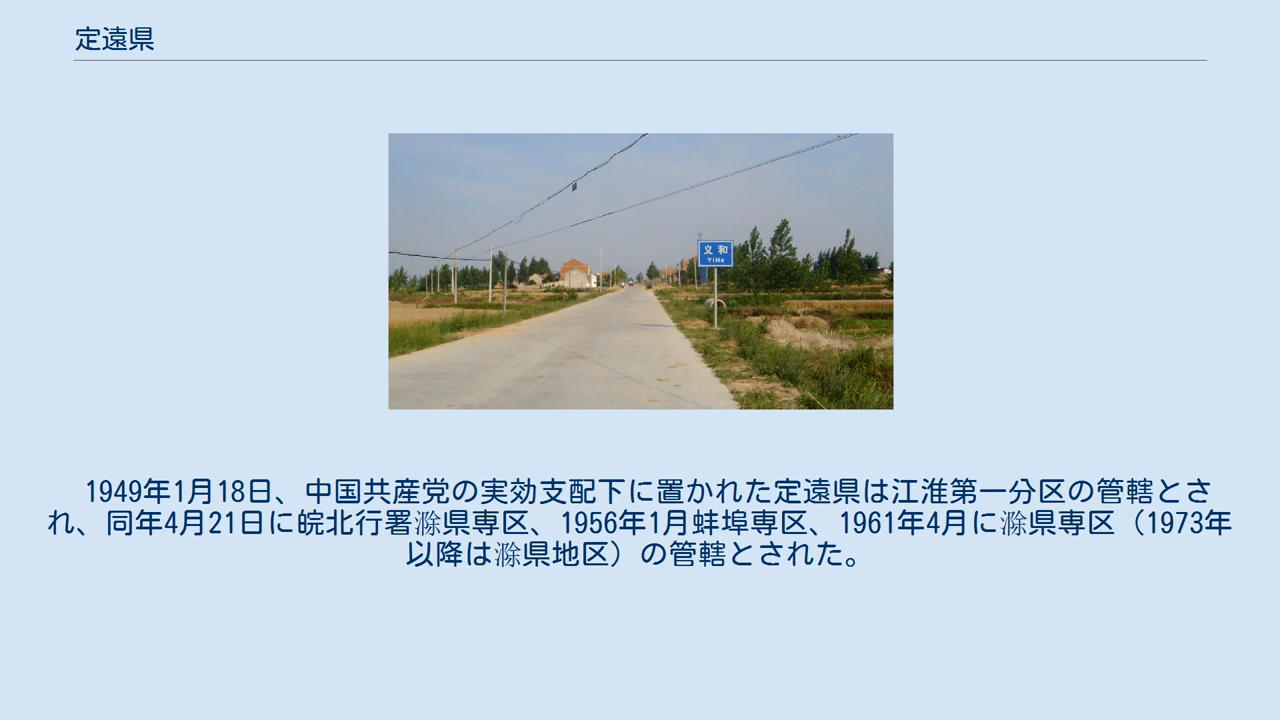 定遠県
义 和
YiHe
1949年1月18日、中国共産党の実効支配下に置かれた定遠県は江淮第一分区の管轄とさ
れ、同年4月21日に皖北行署滁県専区、1956年1月蚌埠専区、1961年4月に滁県専区（1973年
以降は滁県地区）の管轄とされた。